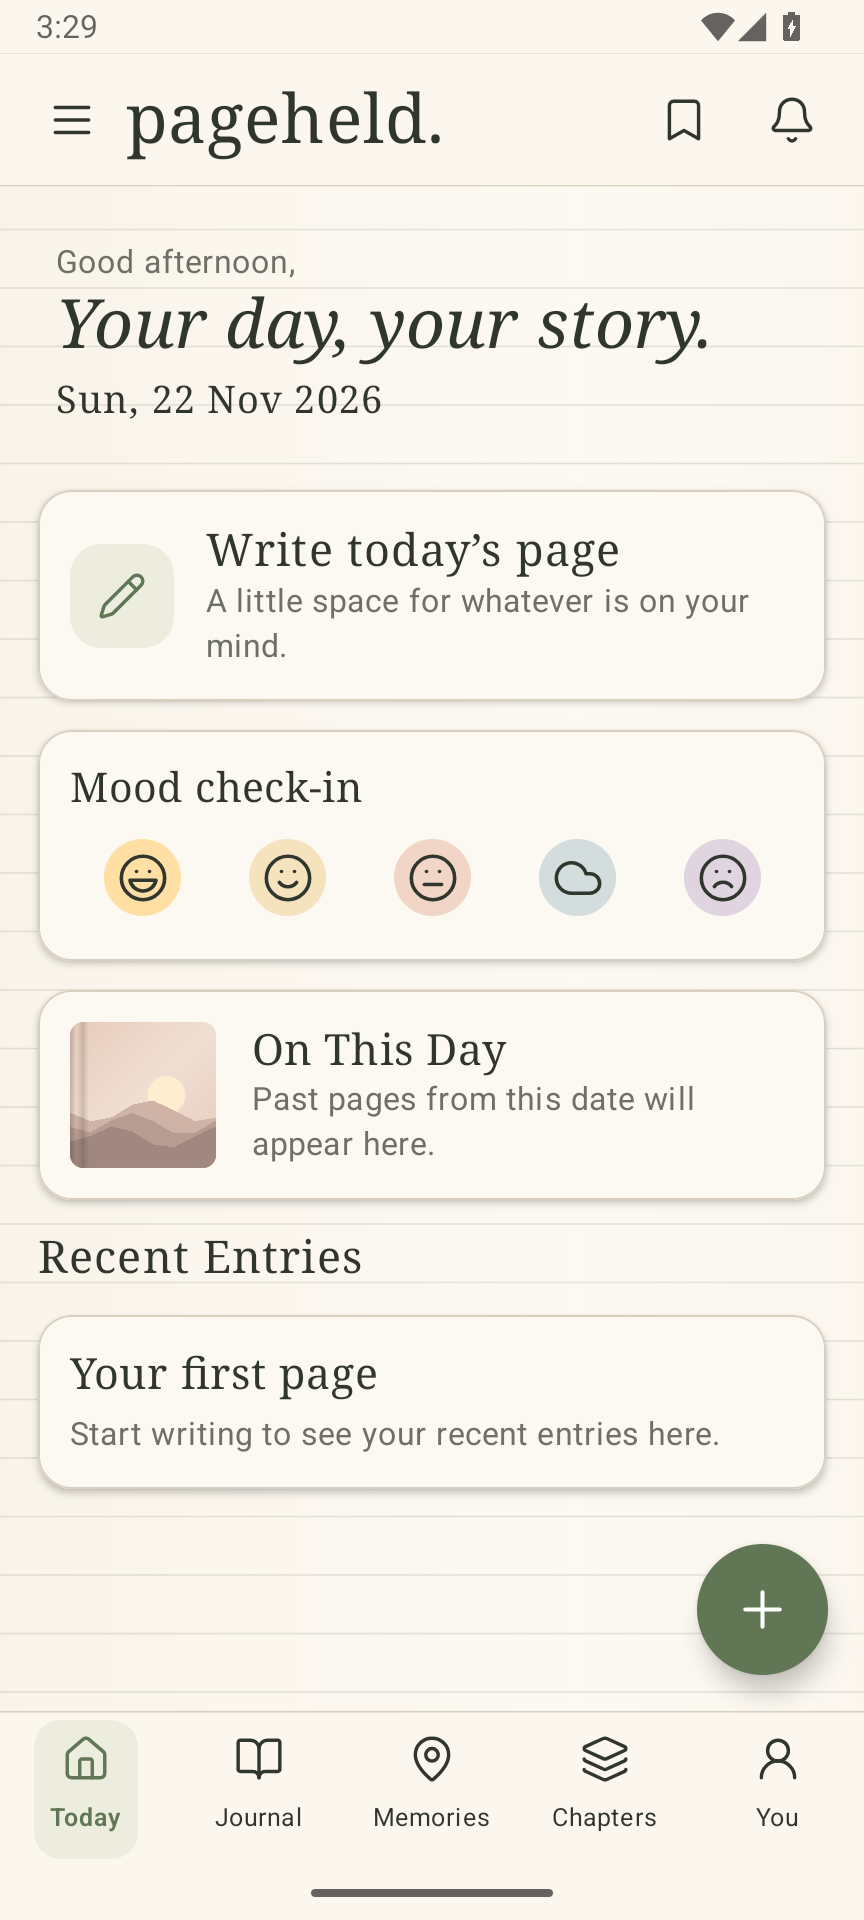 3:29
pageheld.
Good afternoon,
Your day, your story.
Sun, 22 Nov 2026
Write today’s page
A little space for whatever is on your
mind.
Mood check-in
On This Day
Past pages from this date will
appear here.
Recent Entries
Your first page
Start writing to see your recent entries here.
Today
Journal
Memories
Chapters
You